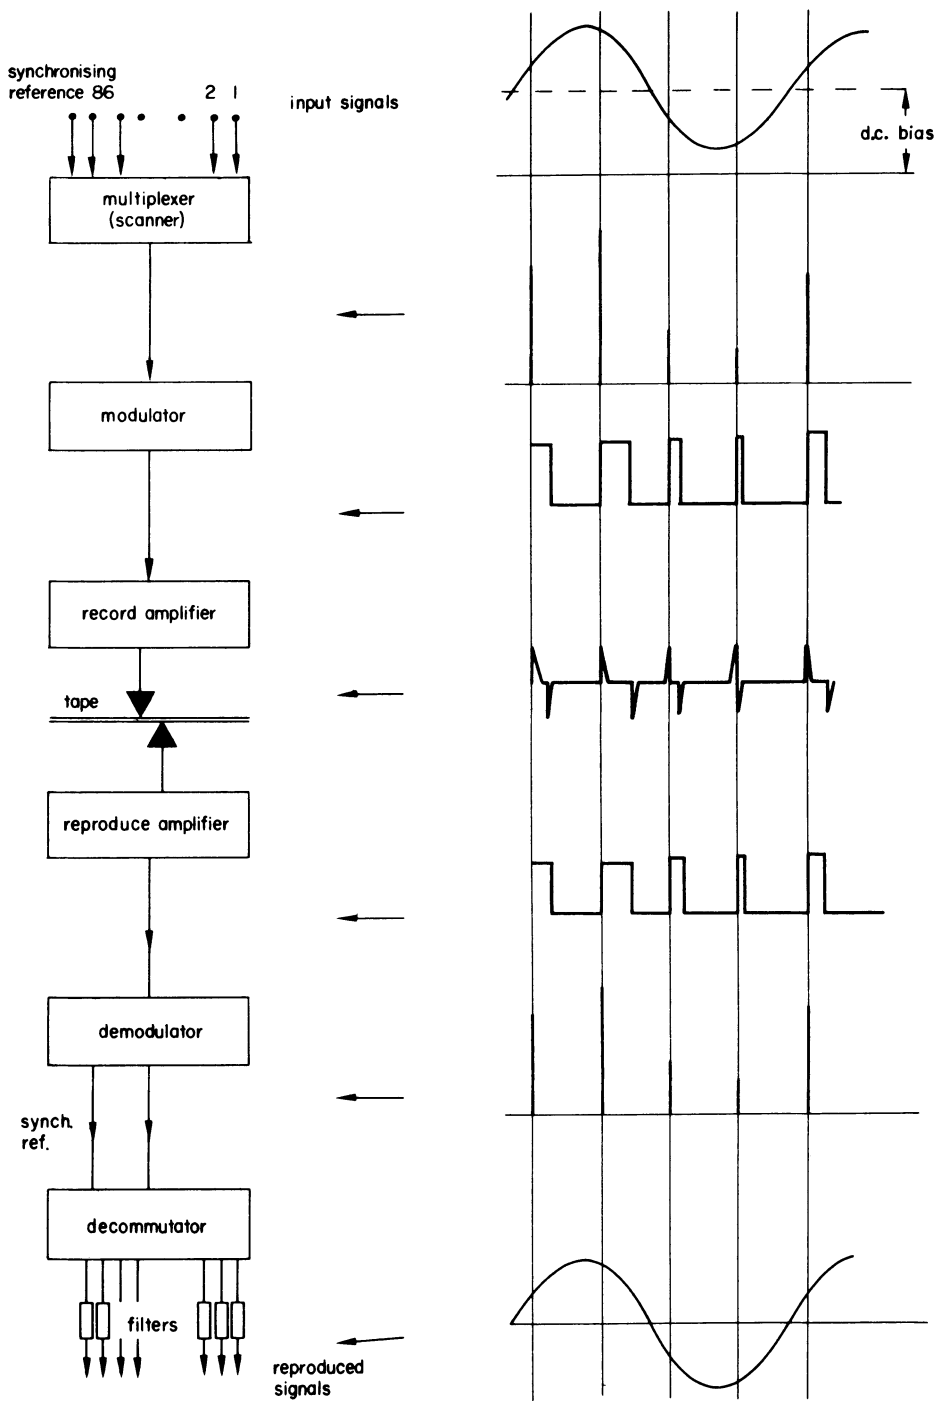 synchronising
reference 86 2 1
input signals
d.c. bias
multiplexer
(scanner)
modulator
record amplifier
tape
reproduce amplifier
demodulator
synch.
ref.
decommutator
filters
reproduced
signals